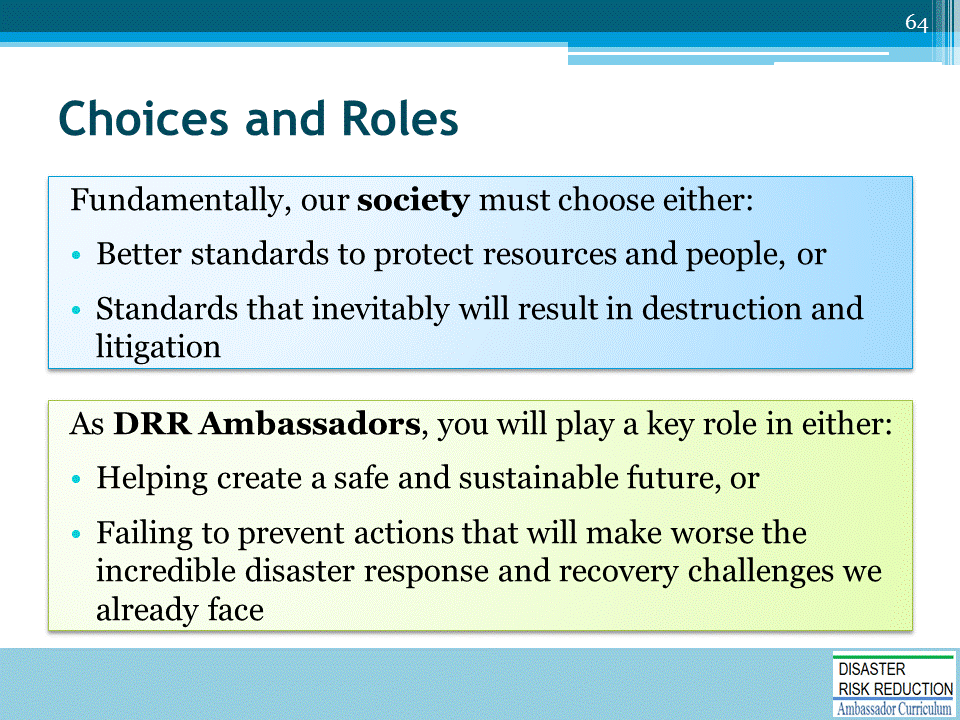 64
Choices and Roles
Fundamentally, our society must choose either:
• Better standards to protect resources and people, or
• Standards that inevitably will result in destruction and
litigation
As DRR Ambassadors, you will play a key role in either:
• Helping create a safe and sustainable future, or
• Failing to prevent actions that will make worse the
incredible disaster response and recovery challenges we
already face
DISASTER
RISK REDUCTION
Ambassador Curriculum